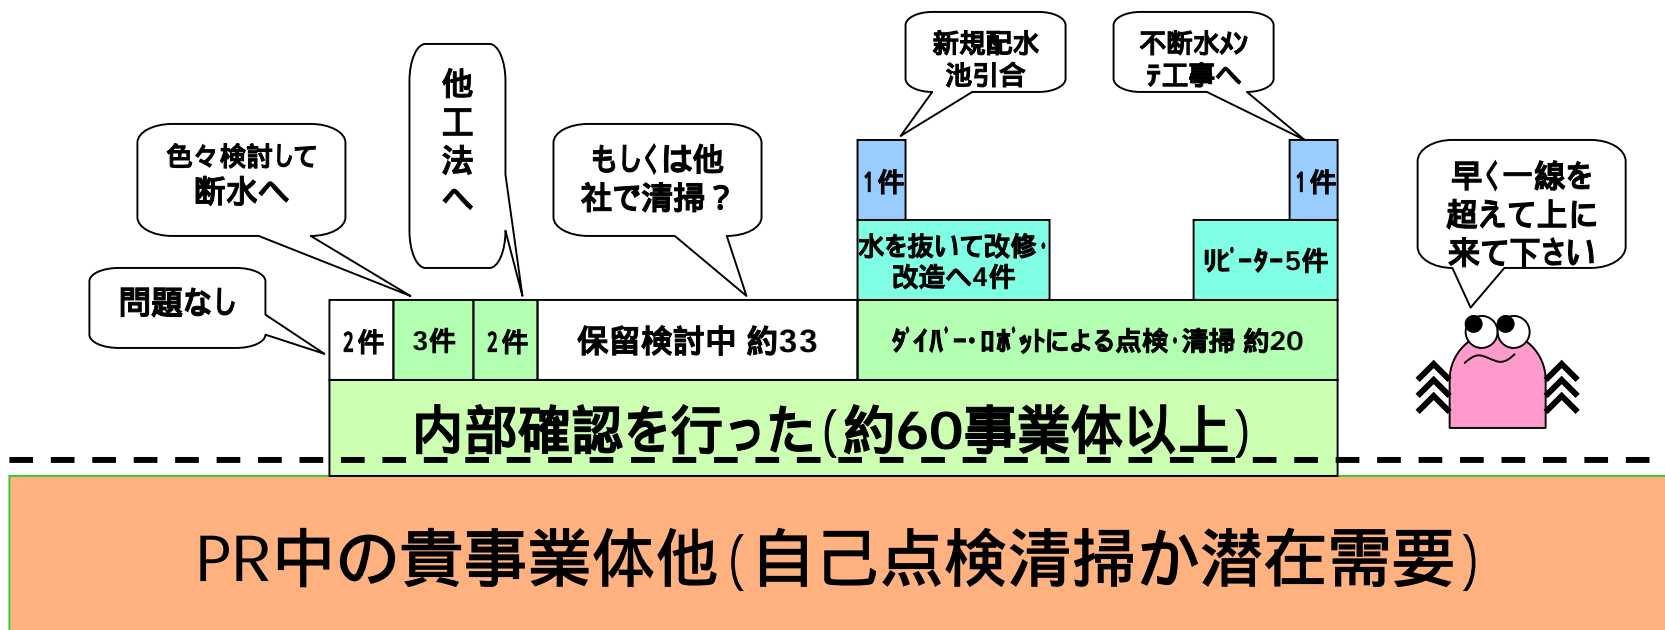 新規配水
池引合
不断水ﾒﾝ
ﾃ工事へ
他
工
法
へ
色々検討して
断水へ
もしくは他
社で清掃？
早く一線を
超えて上に
来て下さい
問題なし
1件
1件
水を抜いて改修・
改造へ4件
ﾘﾋﾟｰﾀｰ5件
2件
3件
2件
保留検討中 約33
ﾀﾞｲﾊﾞｰ・ﾛﾎﾞｯﾄによる点検・清掃 約20
内部確認を行った(約60事業体以上)
PR中の貴事業体他(自己点検清掃か潜在需要)